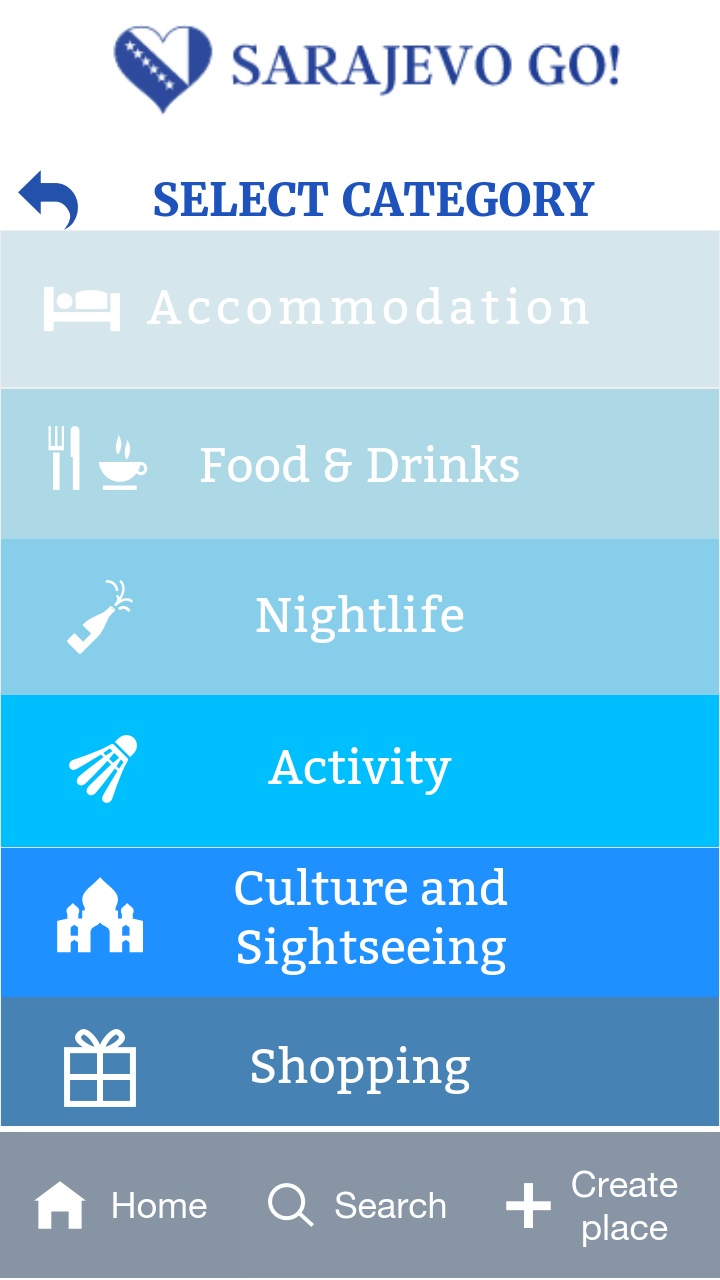 SARAJEVO GO!
SELECT CATEGORY
Accommodation
Food & Drinks
Nightlife
Activity
Culture and
Sightseeing
Shopping
Home
Search
Create
place